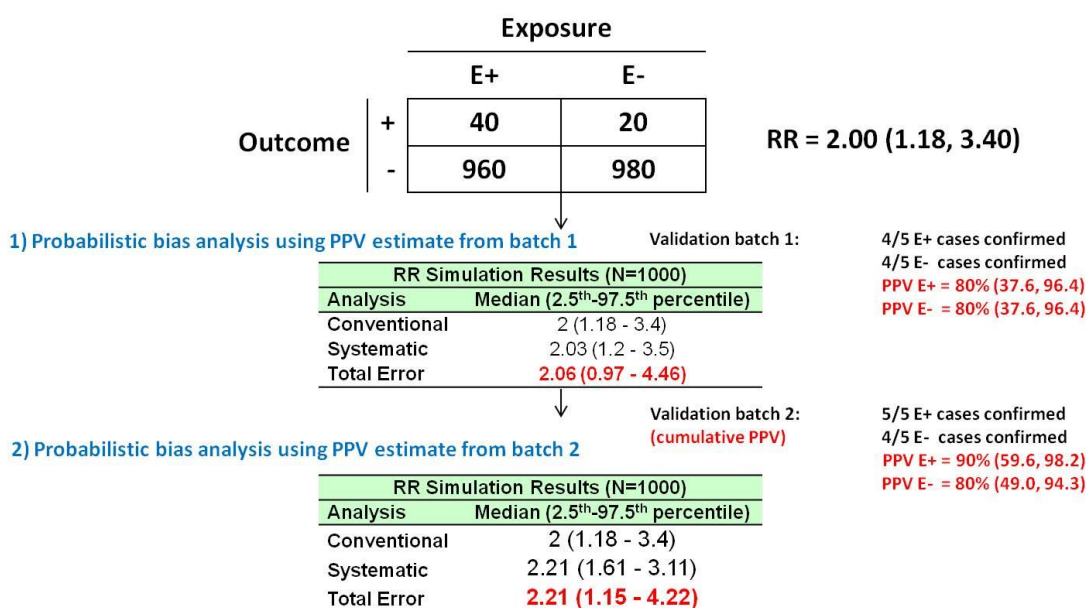 Exposure
E+ E-
Outcome + 40 20
- 960 980
RR = 2.00 (1.18, 3.40)
1) Probabilistic bias analysis using PPV estimate from batch 1
Validation batch 1: 4/5 E+ cases confirmed
4/5 E- cases confirmed
PPV E+ = 80% (37.6, 96.4)
PPV E- = 80% (37.6, 96.4)
RR Simulation Results (N=1000)
Analysis Median (2.5th-97.5th percentile)
Conventional 2 (1.18 - 3.4)
Systematic 2.03 (1.2 - 3.5)
Total Error 2.06 (0.97 - 4.46)
Validation batch 2: 5/5 E+ cases confirmed
(cumulative PPV) 4/5 E- cases confirmed
PPV E+ = 90% (59.6, 98.2)
PPV E- = 80% (49.0, 94.3)
2) Probabilistic bias analysis using PPV estimate from batch 2
RR Simulation Results (N=1000)
Analysis Median (2.5th-97.5th percentile)
Conventional 2 (1.18 - 3.4)
Systematic 2.21 (1.61 - 3.11)
Total Error 2.21 (1.15 - 4.22)